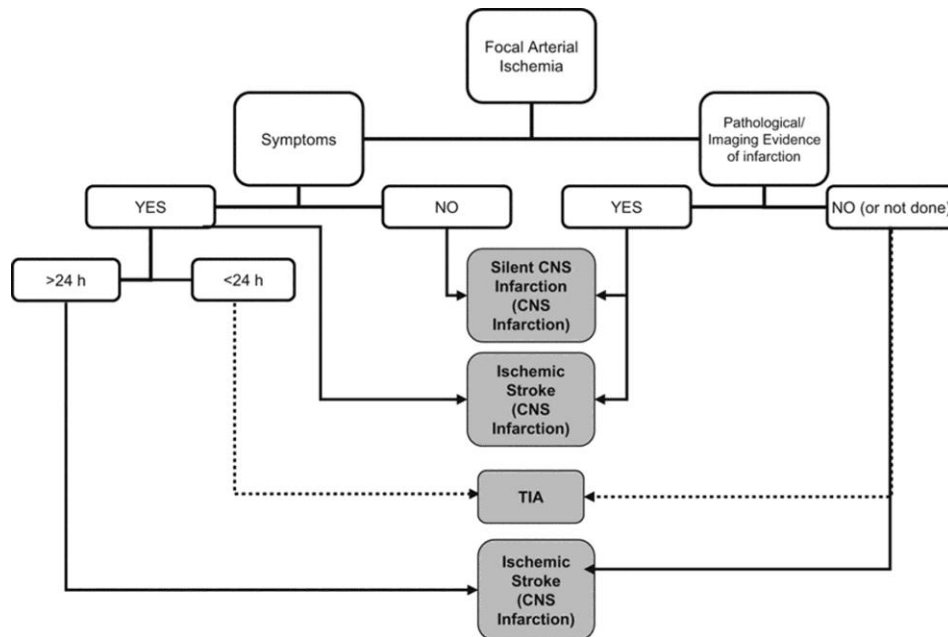 Focal Arterial
Ischemia
Symptoms
Pathological/
Imaging Evidence
of infarction
YES
NO
YES
NO (or not done)
>24 h
<24 h
Silent CNS
Infarction
(CNS
Infarction)
Ischemic
Stroke
(CNS
Infarction)
TIA
Ischemic
Stroke
(CNS
Infarction)